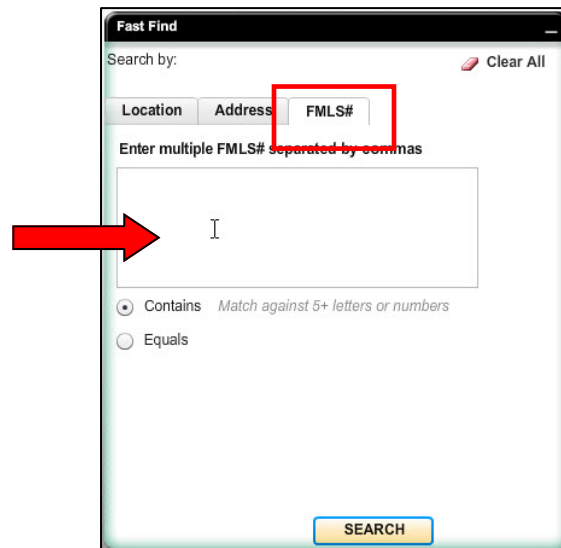 Fast Find
Search by:
Clear All
Location Address FMLS#
Enter multiple FMLS# separated by commas
Contains Match against 5+ letters or numbers
Equals
SEARCH